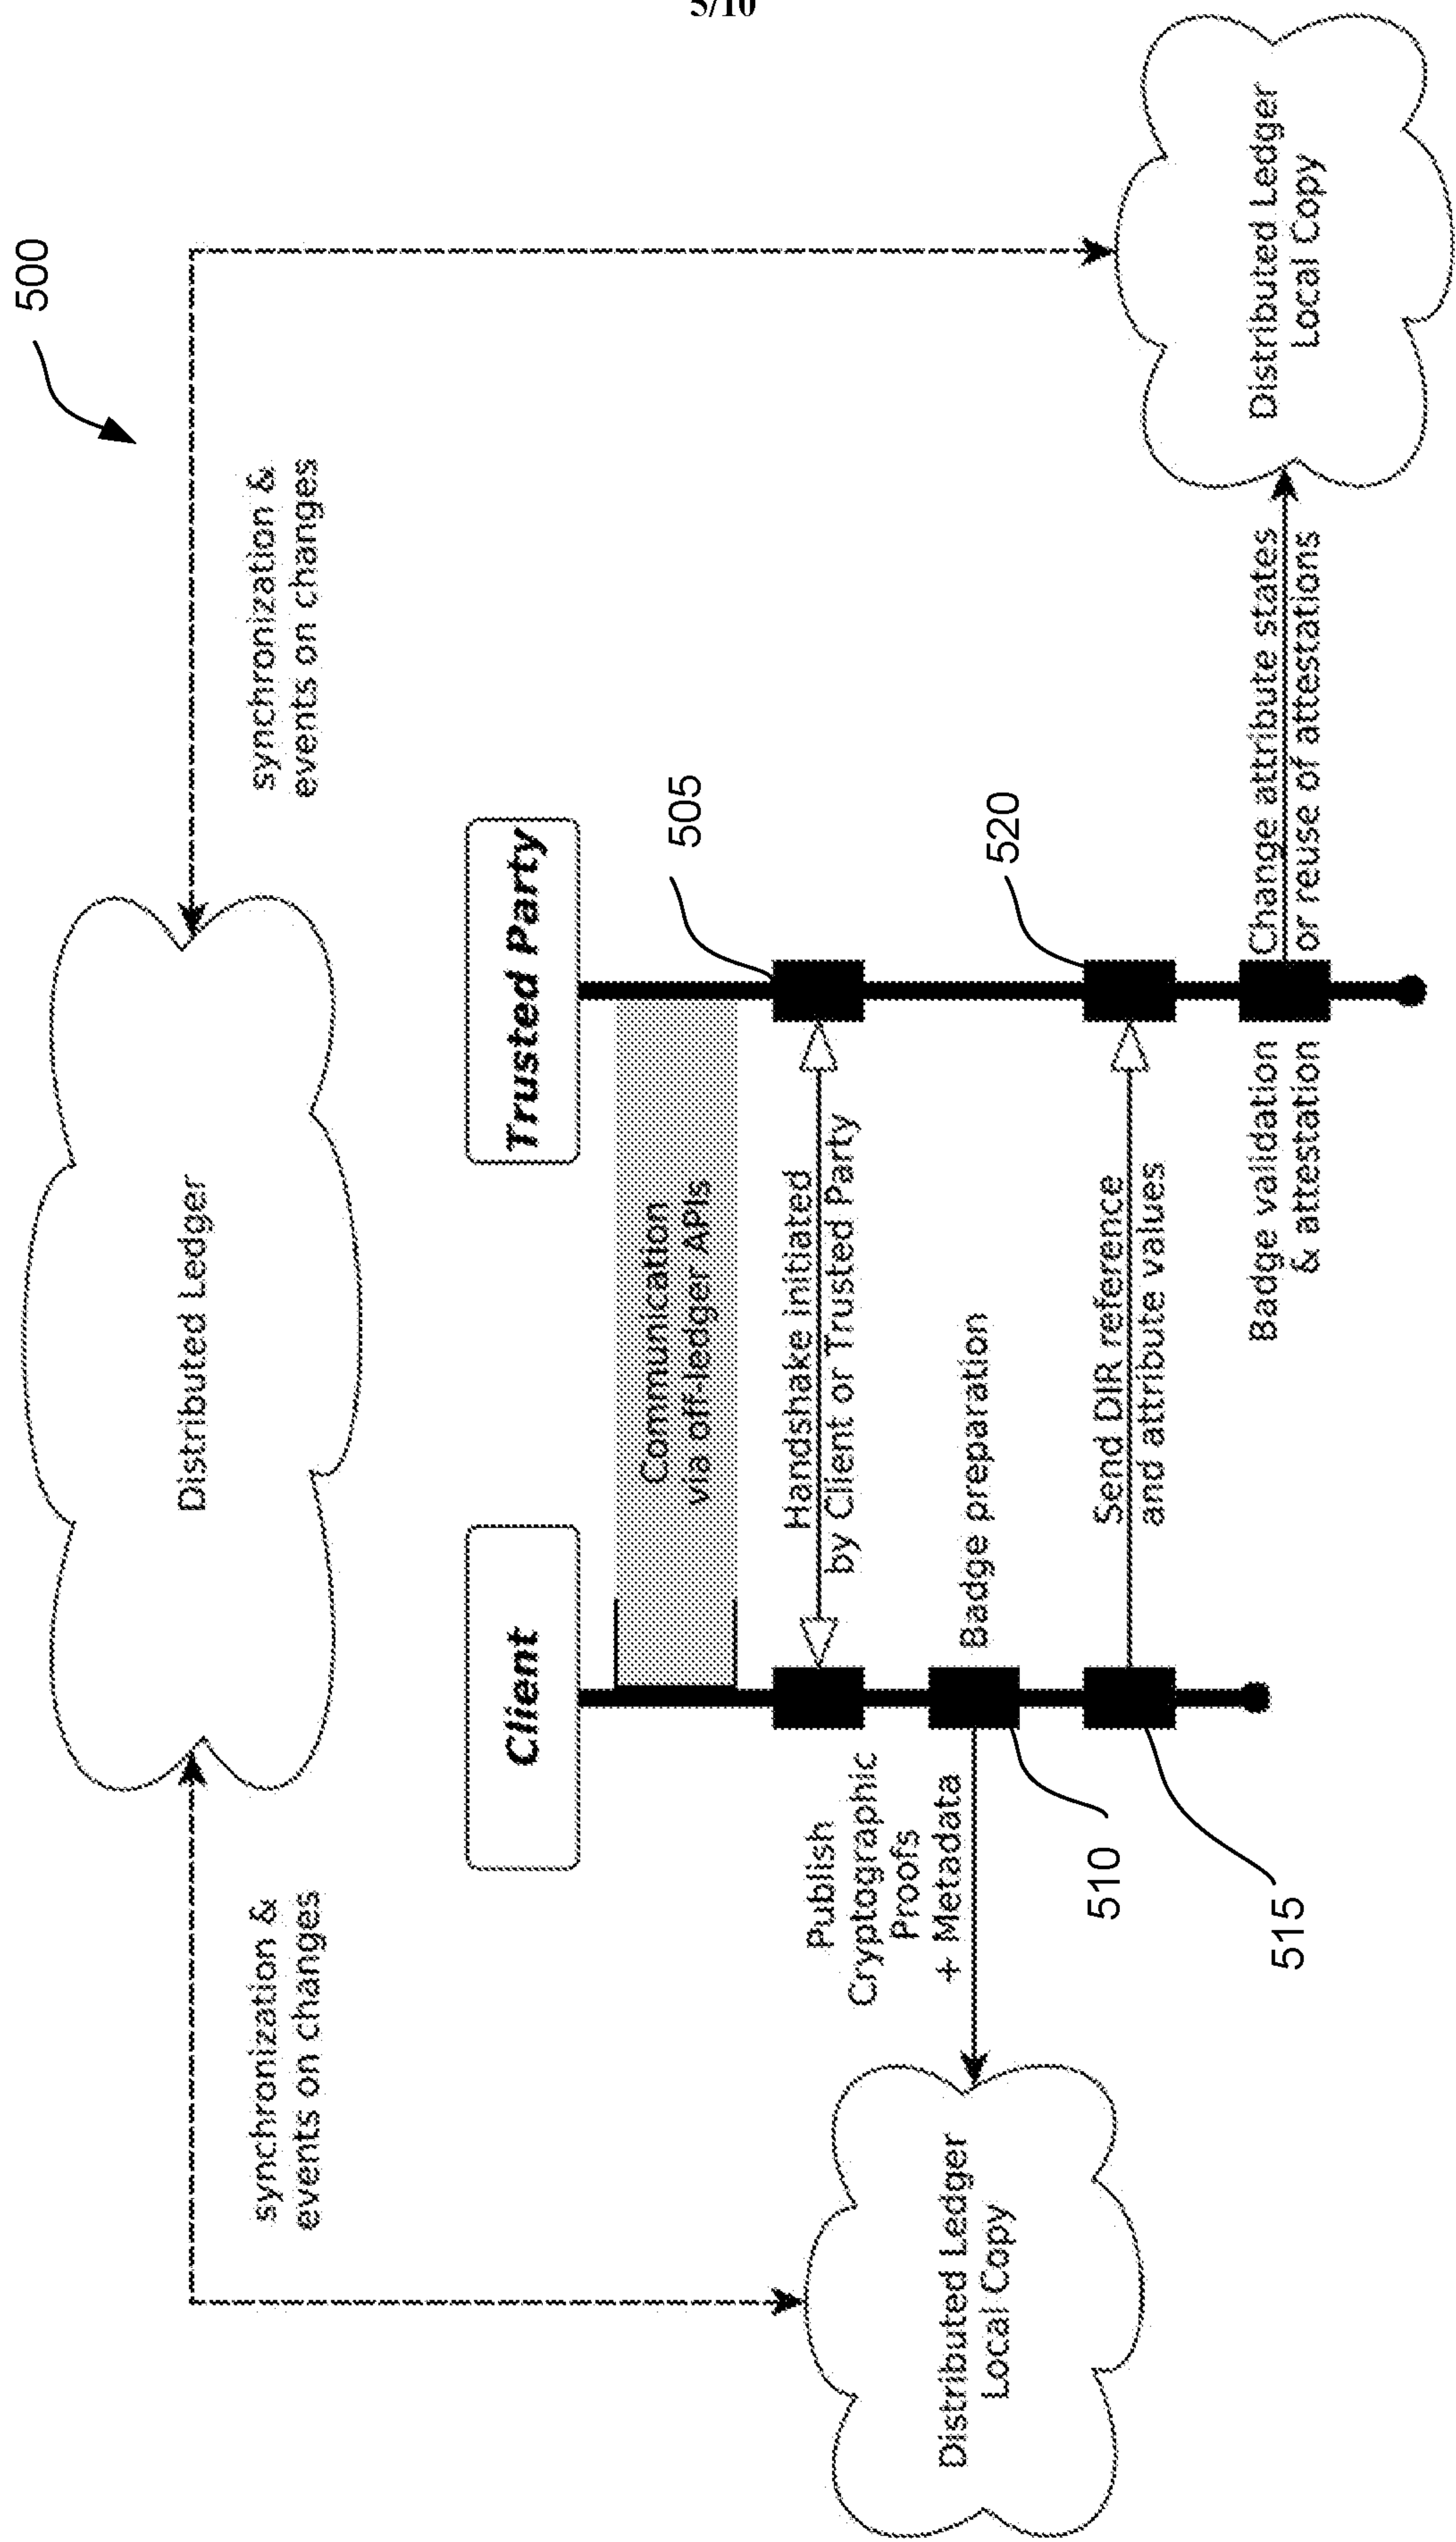 5/10
500
Distributed Ledger
synchronization &
events on changes
synchronization &
events on changes
Client
Trusted Party
Communication
via off-ledger APIs
505
Handshake initiated
by Client or Trusted Party
Publish
Cryptographic
Proofs
+ Metadata
Badge preparation
510
Send DIR reference
and attribute values
515
520
Badge validation
& attestation
Change attribute states
or reuse of attestations
Distributed Ledger
Local Copy
Distributed Ledger
Local Copy